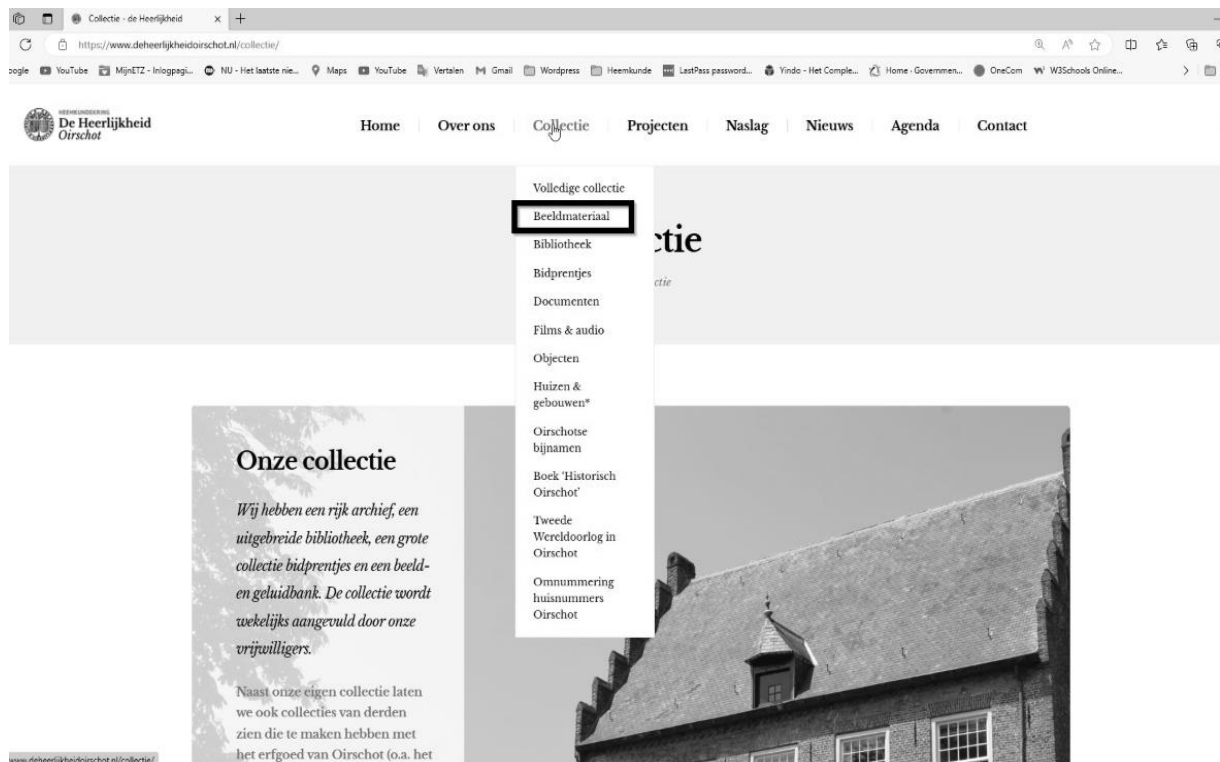 Collectie - de Heerlijkheid
https://www.deheerlijkheidoirschot.nl/collectie/
YouTube MijnETZ - Inlogpagi... NU - Het laatste nie... Maps YouTube Vertalen Gmail Wordpress Heemkunde LastPass password... Yindo - Het Comple... Home - Governmen... OneCom W3Schools Online...
HEEMKUNDEKRING
De Heerlijkheid
Oirschot
Home Over ons Collectie Projecten Naslag Nieuws Agenda Contact
Volledige collectie
Beeldmateriaal
Bibliotheek
Bidprentjes
Documenten
Films & audio
Objecten
Huizen &
gebouwen*
Oirschotse
bijnamen
Boek 'Historisch
Oirschot'
Tweede
Wereldoorlog in
Oirschot
Omnummering
huisnummers
Oirschot
ctie
ctie
Onze collectie
Wij hebben een rijk archief, een
uitgebreide bibliotheek, een grote
collectie bidprentjes en een beeld-
en geluidbank. De collectie wordt
wekelijks aangevuld door onze
vrijwilligers.
Naast onze eigen collectie laten
we ook collecties van derden
zien die te maken hebben met
het erfgoed van Oirschot (o.a. het
www.deheerlijkheidoirschot.nl/collectie/